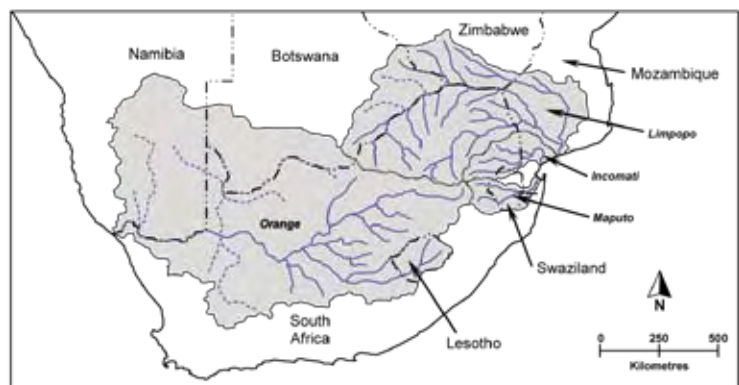 Zimbabwe
Namibia
Botswana
Mozambique
Limpopo
Incomati
Orange
Maputo
Swaziland
South
Africa
Lesotho
N
0 250 500
Kilometres